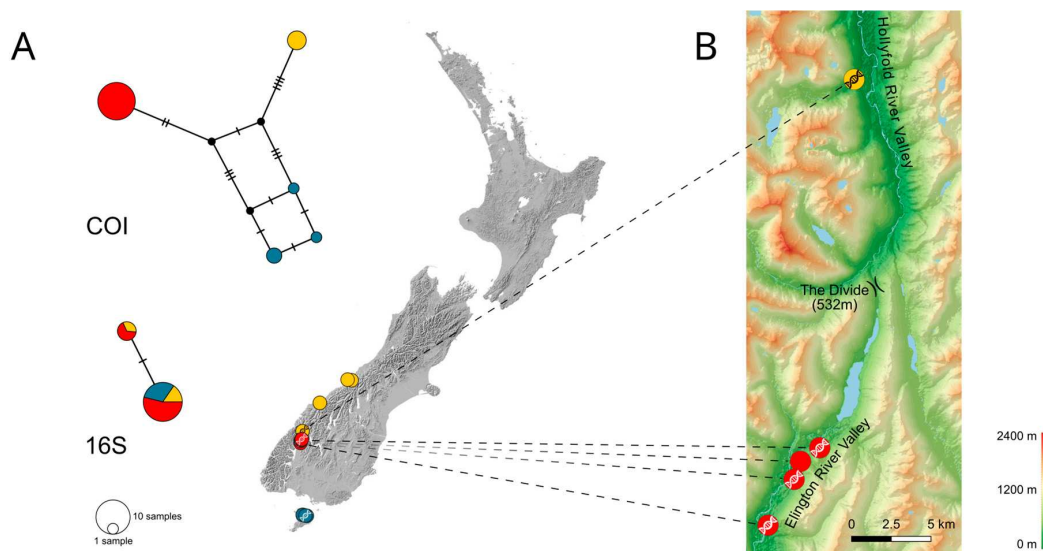 A
COI
16S
10 samples
1 sample
B
Hollyfold River Valley
The Divide
(532m)
Elington River Valley
0 2.5 5 km
2400 m
1200 m
0 m